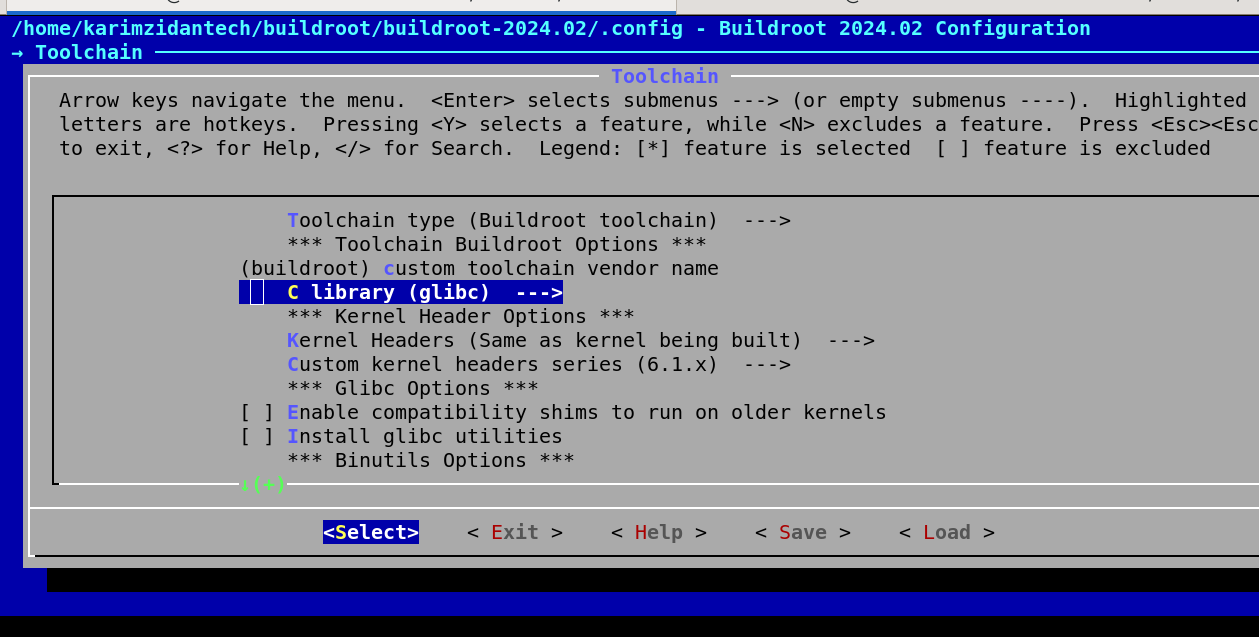 /home/karimzidantech/buildroot/buildroot-2024.02/.config - Buildroot 2024.02 Configuration
→ Toolchain
Toolchain
Arrow keys navigate the menu.  <Enter> selects submenus ---> (or empty submenus ----).  Highlighted
letters are hotkeys.  Pressing <Y> selects a feature, while <N> excludes a feature.  Press <Esc><Esc
to exit, <?> for Help, </> for Search.  Legend: [*] feature is selected  [ ] feature is excluded
Toolchain type (Buildroot toolchain)  --->
*** Toolchain Buildroot Options ***
(buildroot) custom toolchain vendor name
C library (glibc)  --->
*** Kernel Header Options ***
Kernel Headers (Same as kernel being built)  --->
Custom kernel headers series (6.1.x)  --->
*** Glibc Options ***
[ ] Enable compatibility shims to run on older kernels
[ ] Install glibc utilities
*** Binutils Options ***
↓(+)
<Select>    < Exit >    < Help >    < Save >    < Load >